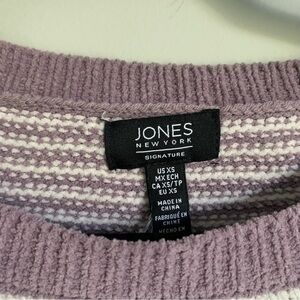 JONES
NEW YORK
SIGNATURE
US XS
MX ECH
CA XS/TP
EU XS
MADE IN
CHINA
FABRIQUÉ EN
CHINE
HECHO EN